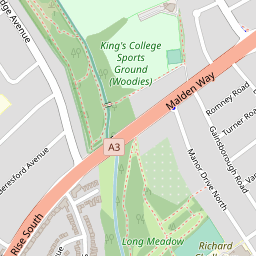 King's College
Sports
Ground
(Woodies)
Malden Way
Romney Road
Turner Road
Gainsborough Road
Manor Drive North
A3
Avenue
Beresford Avenue
Rise South
Long Meadow
Richard